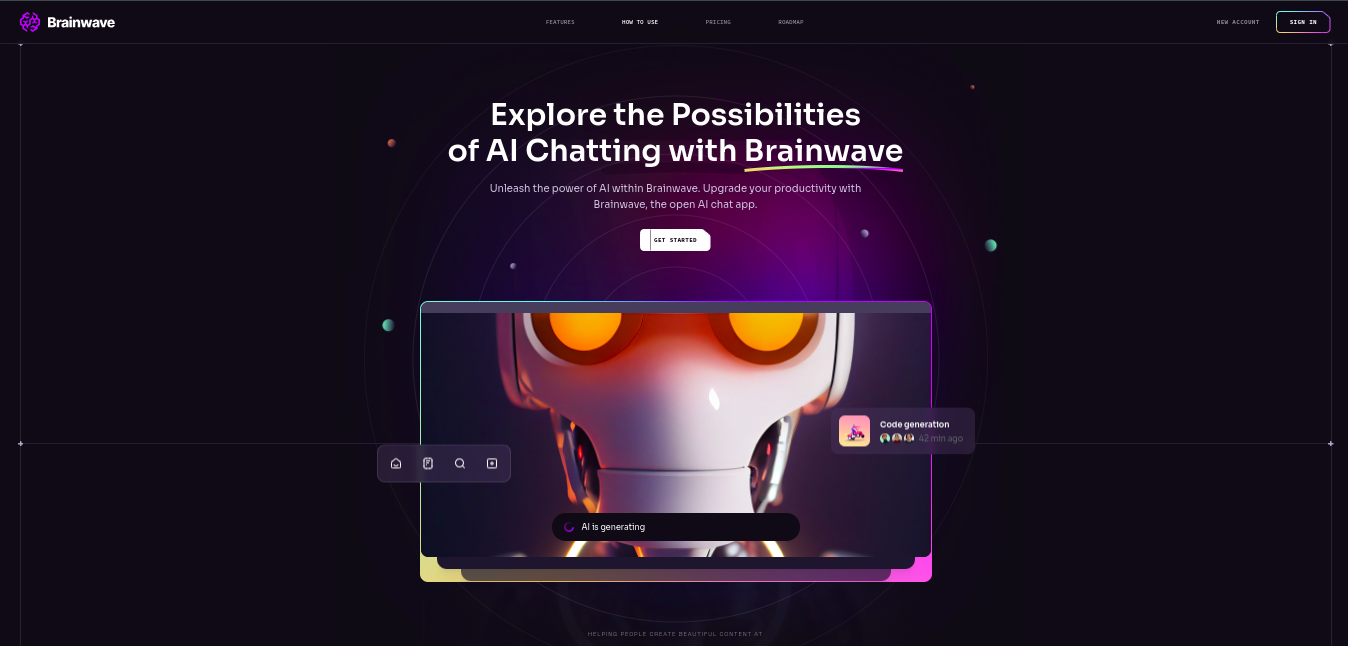 Brainwave
FEATURES
HOW TO USE
PRICING
ROADMAP
NEW ACCOUNT
SIGN IN
Explore the Possibilities
of AI Chatting with Brainwave
Unleash the power of AI within Brainwave. Upgrade your productivity with
Brainwave, the open AI chat app.
GET STARTED
Code generation
42 min ago
AI is generating
HELPING PEOPLE CREATE BEAUTIFUL CONTENT AT